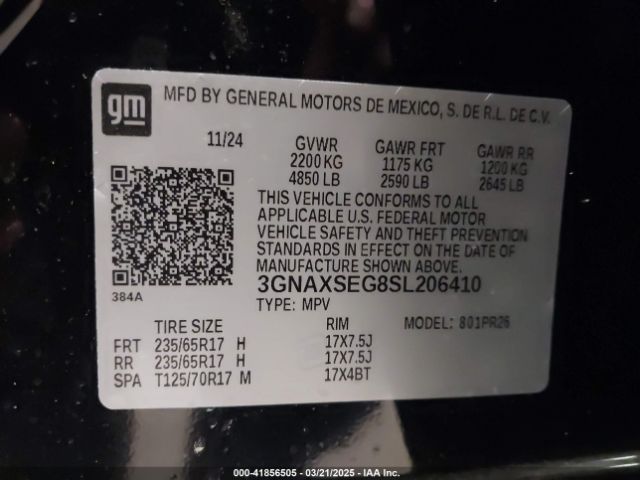 gm
MFD BY GENERAL MOTORS DE MEXICO, S. DE R.L. DE C.V.
11/24 GVWR GAWR FRT GAWR RR
2200 KG 1175 KG 1200 KG
4850 LB 2590 LB 2645 LB
THIS VEHICLE CONFORMS TO ALL
APPLICABLE U.S. FEDERAL MOTOR
VEHICLE SAFETY AND THEFT PREVENTION
STANDARDS IN EFFECT ON THE DATE OF
MANUFACTURE SHOWN ABOVE.
384A
3GNAXSEG8SL206410
TYPE: MPV
TIRE SIZE RIM MODEL: 801PR26
FRT 235/65R17 H 17X7.5J
RR 235/65R17 H 17X7.5J
SPA T125/70R17 M 17X4BT
000-41856505 - 03/21/2025 - IAA Inc.